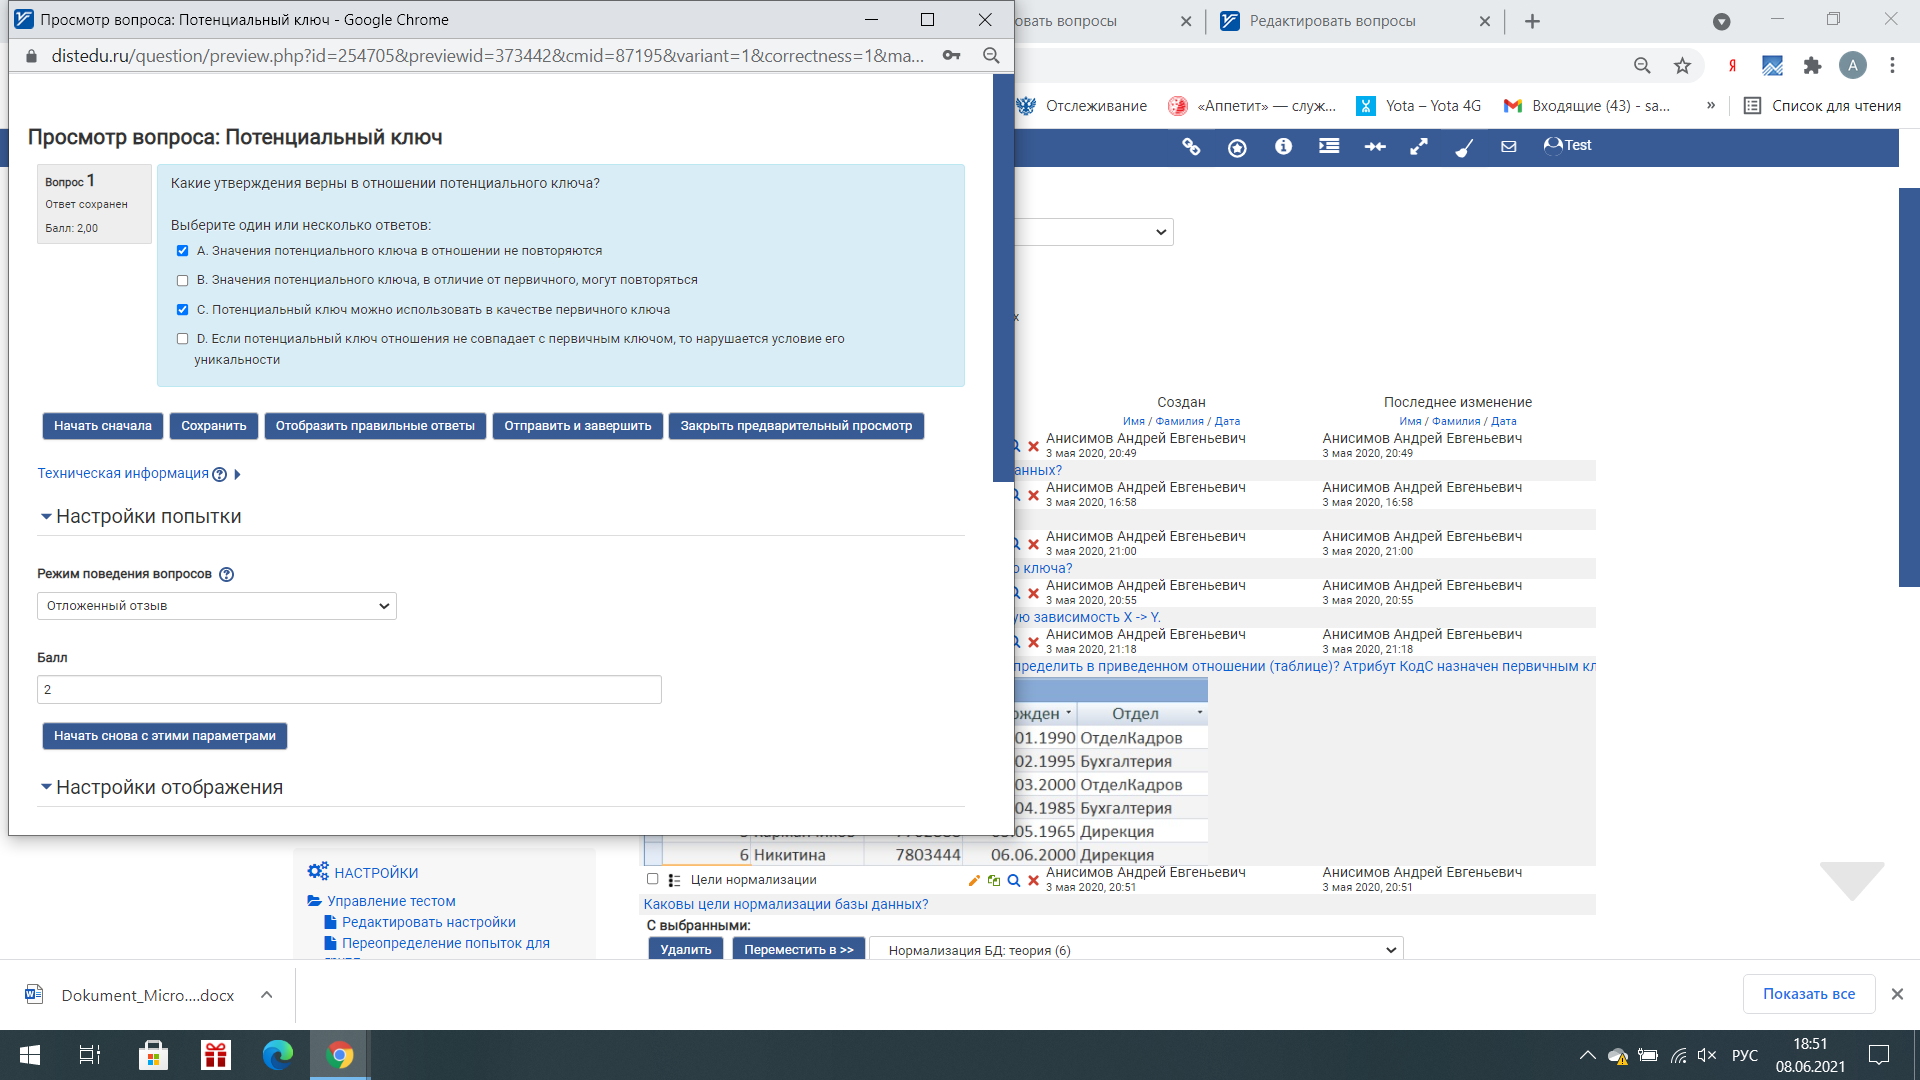 Просмотр вопроса: Потенциальный ключ - Google Chrome
distedu.ru/question/preview.php?id=254705&previewid=373442&cmid=87195&variant=1&correctness=1&ma...
Просмотр вопроса: Потенциальный ключ
Вопрос 1
Ответ сохранен
Балл: 2,00
Какие утверждения верны в отношении потенциального ключа?
Выберите один или несколько ответов:
A. Значения потенциального ключа в отношении не повторяются
B. Значения потенциального ключа, в отличие от первичного, могут повторяться
C. Потенциальный ключ можно использовать в качестве первичного ключа
D. Если потенциальный ключ отношения не совпадает с первичным ключом, то нарушается условие его
уникальности
Начать сначала Сохранить Отобразить правильные ответы Отправить и завершить Закрыть предварительный просмотр
Техническая информация
Настройки попытки
Режим поведения вопросов
Отложенный отзыв
Балл
2
Начать снова с этими параметрами
Настройки отображения
овать вопросы
Редактировать вопросы
Я
A
Отслеживание «Аппетит» — служ... Yota – Yota 4G Входящие (43) - sa... » Список для чтения
Test
х
Создан Последнее изменение
Имя / Фамилия / Дата Имя / Фамилия / Дата
Анисимов Андрей Евгеньевич Анисимов Андрей Евгеньевич
3 мая 2020, 20:49 3 мая 2020, 20:49
анных?
Анисимов Андрей Евгеньевич Анисимов Андрей Евгеньевич
3 мая 2020, 16:58 3 мая 2020, 16:58
Анисимов Андрей Евгеньевич Анисимов Андрей Евгеньевич
3 мая 2020, 21:00 3 мая 2020, 21:00
о ключа?
Анисимов Андрей Евгеньевич Анисимов Андрей Евгеньевич
3 мая 2020, 20:55 3 мая 2020, 20:55
ую зависимость X -> Y.
Анисимов Андрей Евгеньевич Анисимов Андрей Евгеньевич
3 мая 2020, 21:18 3 мая 2020, 21:18
пределить в приведенном отношении (таблице)? Атрибут КодС назначен первичным кл
ожден Отдел
01.1990 ОтделКадров
02.1995 Бухгалтерия
03.2000 ОтделКадров
04.1985 Бухгалтерия
05.1965 Дирекция
6 Никитина 7803444 06.06.2000 Дирекция
Цели нормализации Анисимов Андрей Евгеньевич Анисимов Андрей Евгеньевич
3 мая 2020, 20:51 3 мая 2020, 20:51
Каковы цели нормализации базы данных?
С выбранными:
Удалить Переместить в >> Нормализация БД: теория (6)
НАСТРОЙКИ
Управление тестом
Редактировать настройки
Переопределение попыток для
Dokument_Micro....docx
Показать все
РУС
18:51
08.06.2021